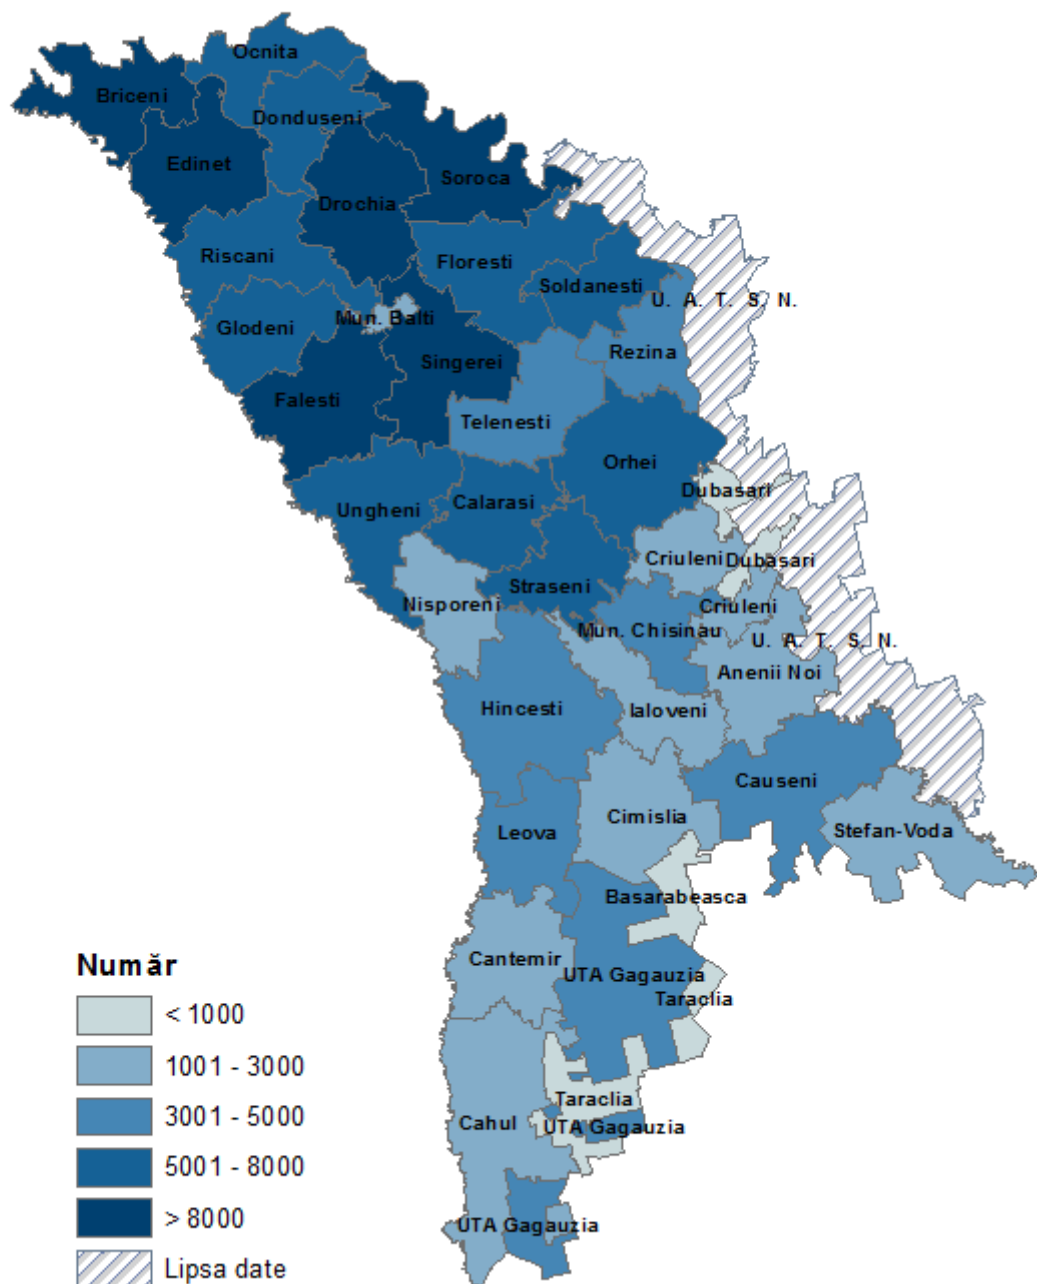 Ocnita
Briceni
Donduseni
Edinet
Soroca
Drochia
Riscani
Floresti
Soldanesti
U. A. T. S. N.
Mun. Balti
Glodeni
Rezina
Singerei
Falesti
Telenesti
Orhei
Dubasari
Calarasi
Ungheni
Criuleni
Dubasari
Straseni
Nisporeni
Criuleni
Mun. Chisinau
U. A. T. S. N.
Anenii Noi
Hincesti
Ialoveni
Causeni
Cimislia
Leova
Stefan-Voda
Basarabeasca
Cantemir
UTA Gagauzia
Taraclia
Taraclia
Cahul
UTA Gagauzia
UTA Gagauzia
Număr
< 1000
1001 - 3000
3001 - 5000
5001 - 8000
> 8000
Lipsa date